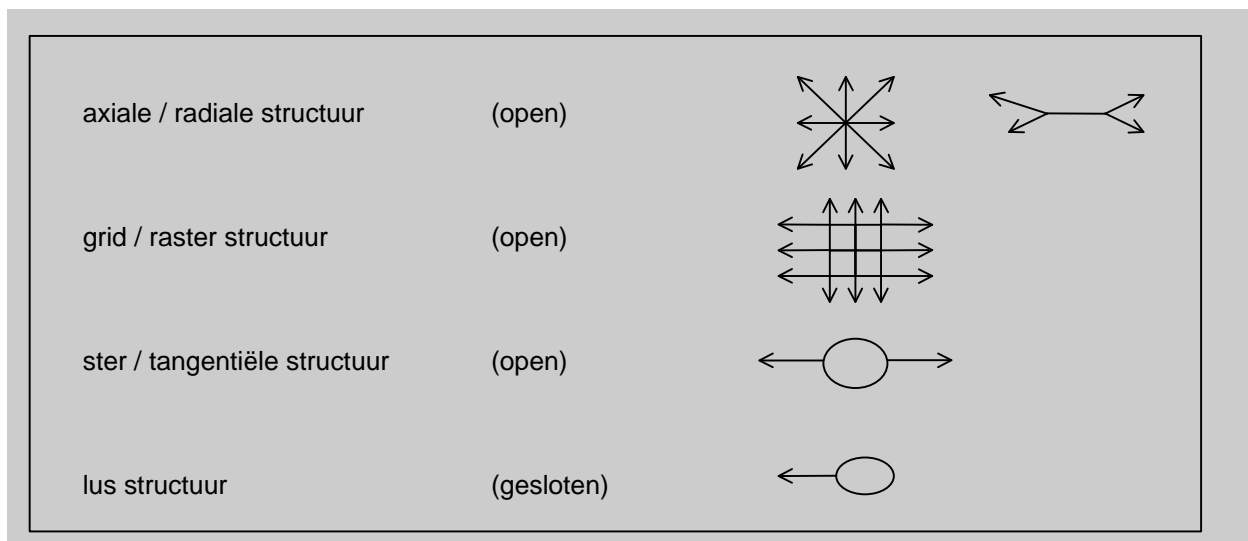 axiale / radiale structuur (open)
grid / raster structuur (open)
ster / tangentiële structuur (open)
lus structuur (gesloten)